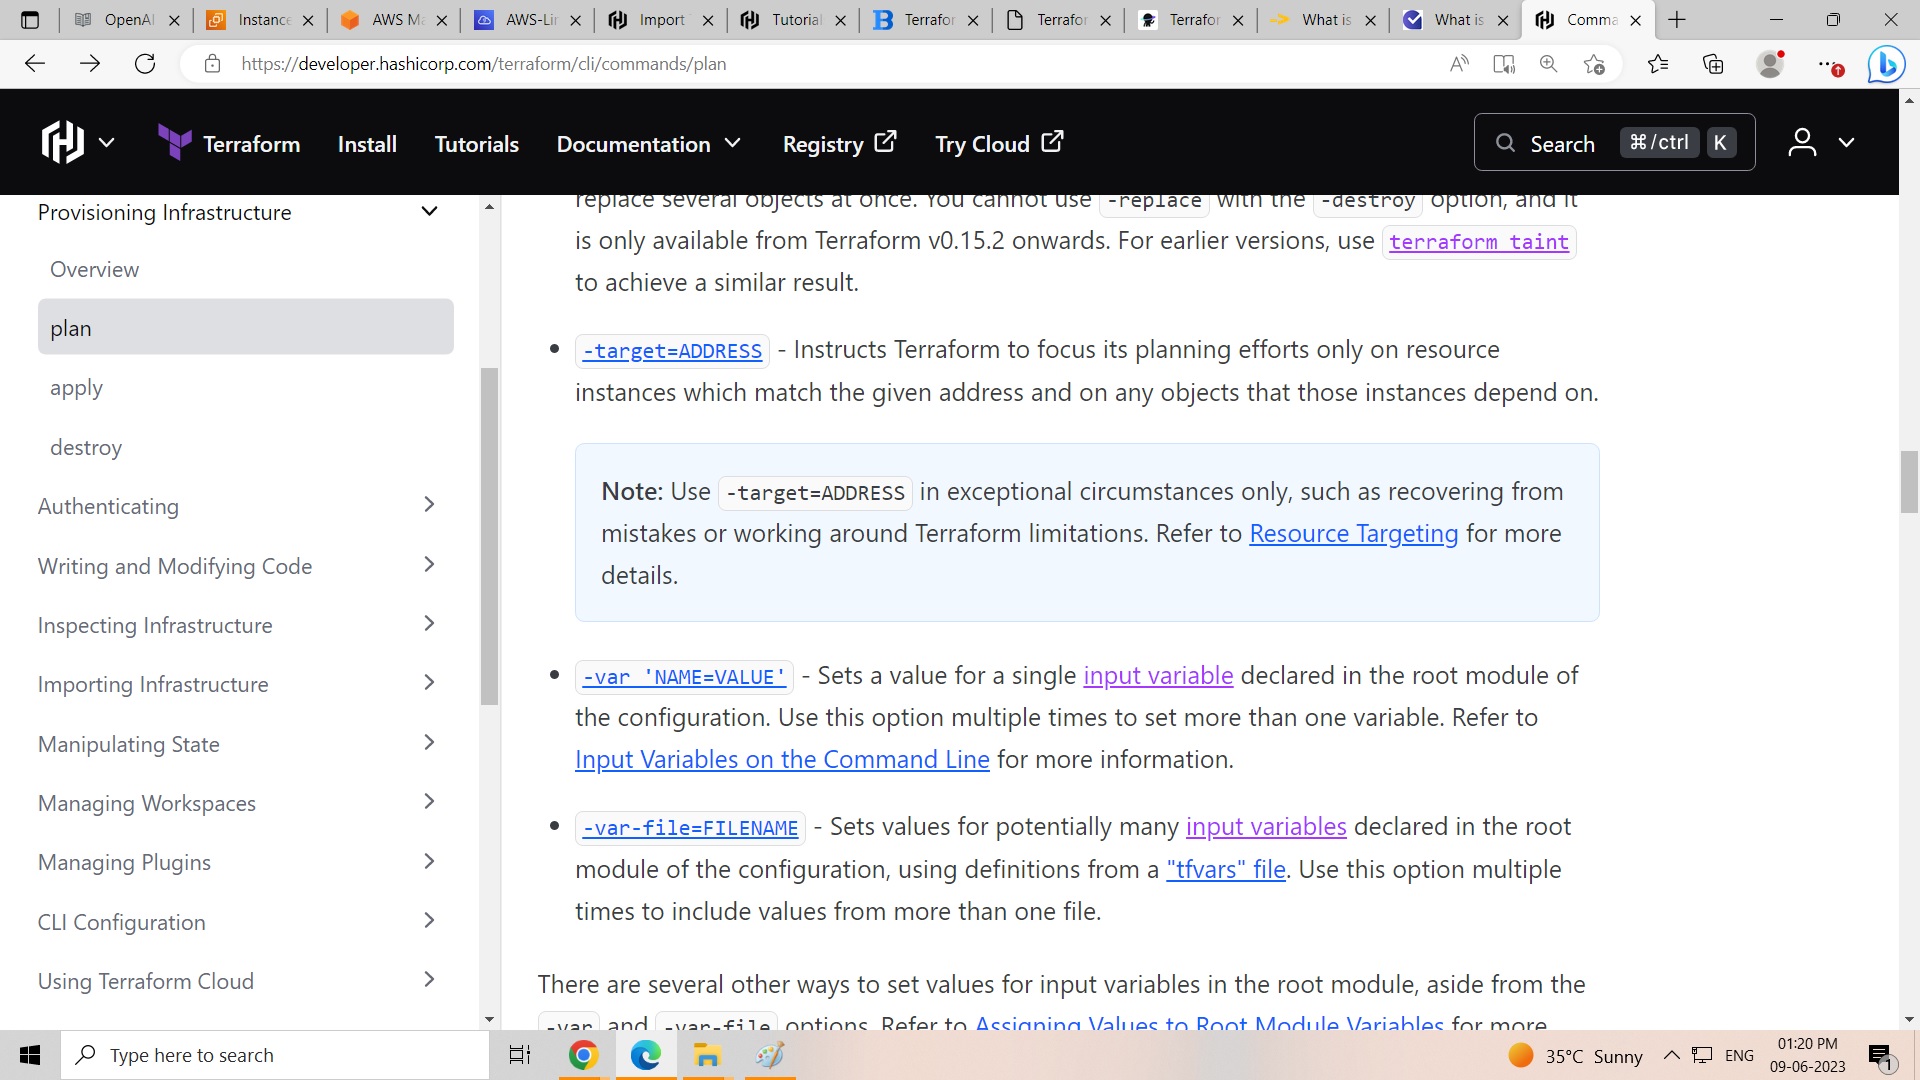 OpenAI
Instance
AWS Ma
AWS-Lin
Import
Tutorial
Terrafor
Terrafor
Terrafor
What is
What is
Comma
https://developer.hashicorp.com/terraform/cli/commands/plan
Terraform
Install
Tutorials
Documentation
Registry
Try Cloud
Search ⌘/ctrl K
Provisioning Infrastructure
Overview
plan
apply
destroy
Authenticating
Writing and Modifying Code
Inspecting Infrastructure
Importing Infrastructure
Manipulating State
Managing Workspaces
Managing Plugins
CLI Configuration
Using Terraform Cloud
replace several objects at once. You cannot use -replace with the -destroy option, and it
is only available from Terraform v0.15.2 onwards. For earlier versions, use terraform taint
to achieve a similar result.
• -target=ADDRESS - Instructs Terraform to focus its planning efforts only on resource
instances which match the given address and on any objects that those instances depend on.
Note: Use -target=ADDRESS in exceptional circumstances only, such as recovering from
mistakes or working around Terraform limitations. Refer to Resource Targeting for more
details.
• -var 'NAME=VALUE' - Sets a value for a single input variable declared in the root module of
the configuration. Use this option multiple times to set more than one variable. Refer to
Input Variables on the Command Line for more information.
• -var-file=FILENAME - Sets values for potentially many input variables declared in the root
module of the configuration, using definitions from a "tfvars" file. Use this option multiple
times to include values from more than one file.
There are several other ways to set values for input variables in the root module, aside from the
-var and -var-file options. Refer to Assigning Values to Root Module Variables for more
Type here to search
35°C Sunny
ENG
01:20 PM
09-06-2023
1